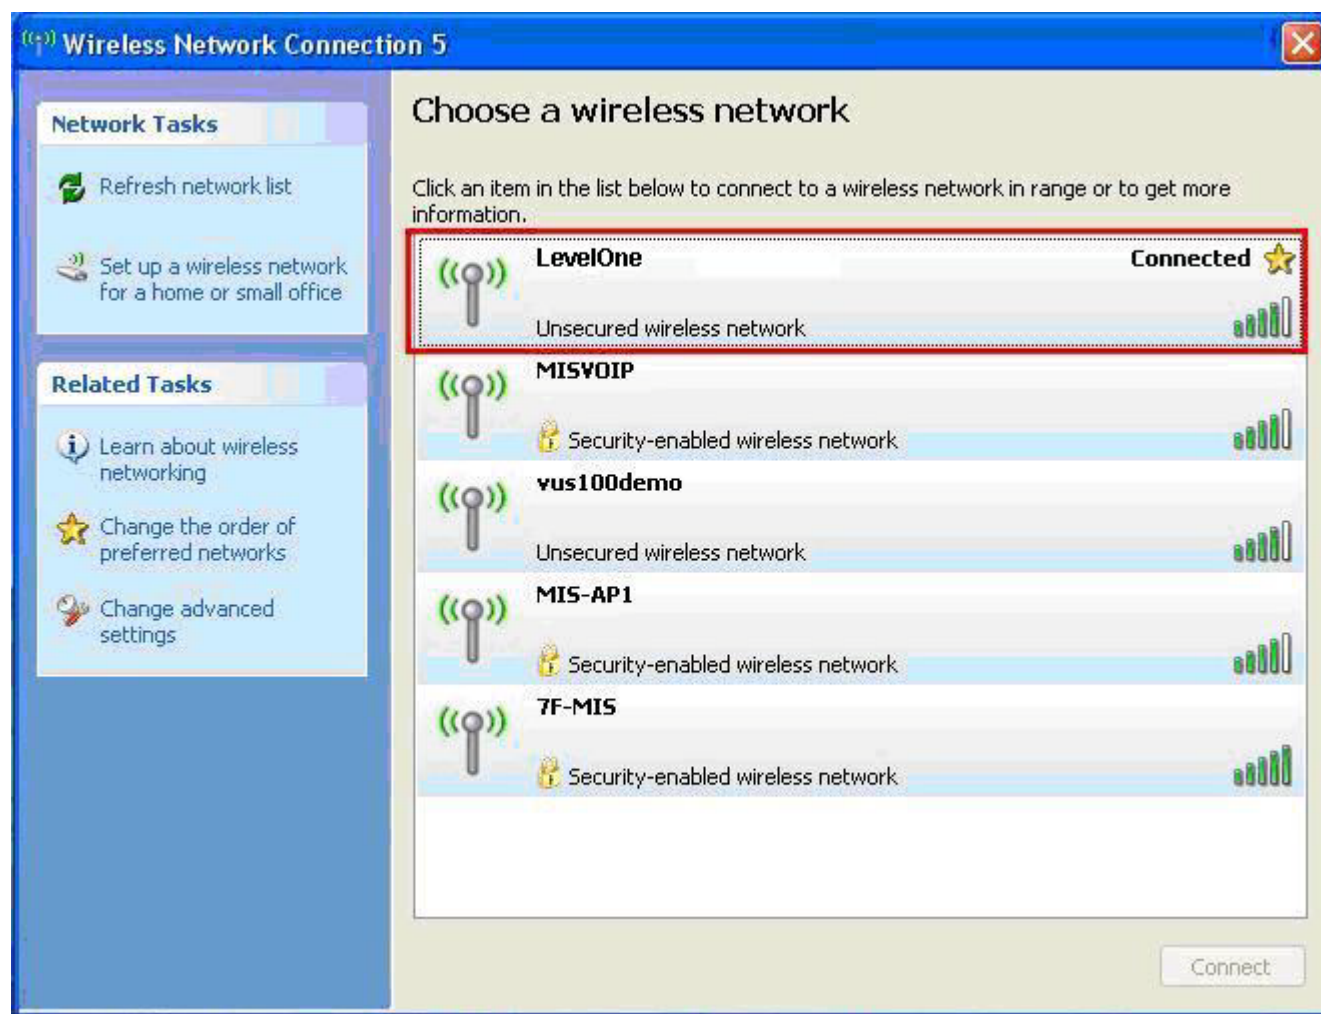 Wireless Network Connection 5
Network Tasks
Refresh network list
Set up a wireless network
for a home or small office
Related Tasks
Learn about wireless
networking
Change the order of
preferred networks
Change advanced
settings
Choose a wireless network
Click an item in the list below to connect to a wireless network in range or to get more
information.
LevelOne Connected
Unsecured wireless network
MISVOIP
Security-enabled wireless network
vus100demo
Unsecured wireless network
MIS-AP1
Security-enabled wireless network
7F-MIS
Security-enabled wireless network
Connect